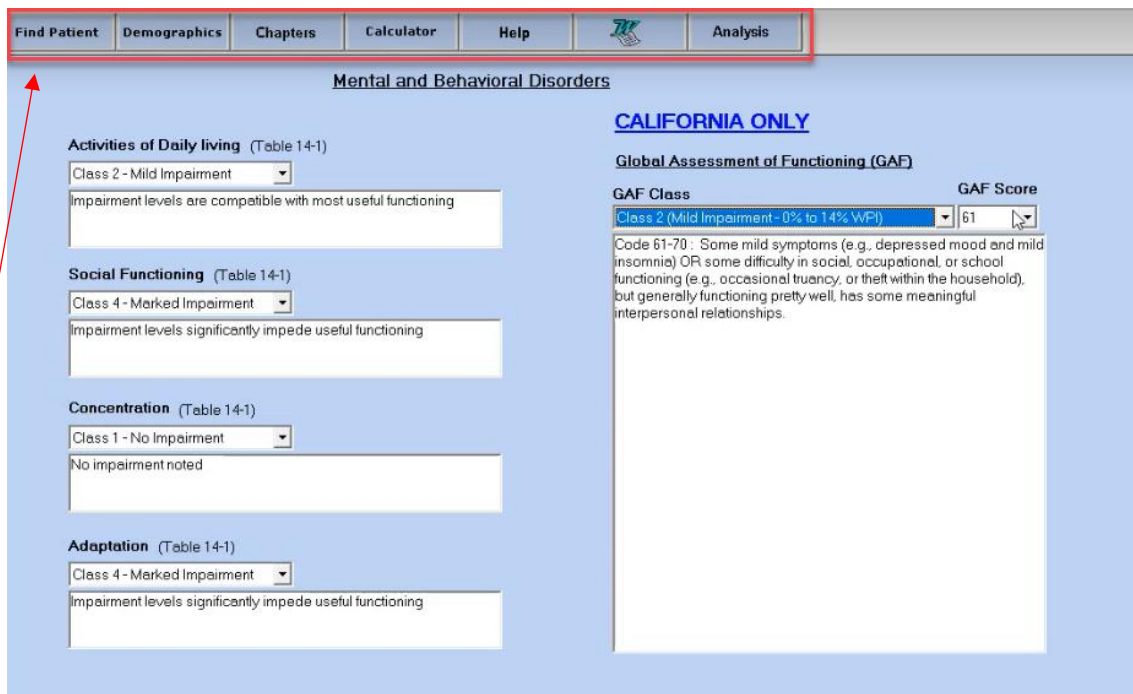 Find Patient Demographics Chapters Calculator Help Analysis
Mental and Behavioral Disorders
Activities of Daily living (Table 14-1)
Class 2 - Mild Impairment
Impairment levels are compatible with most useful functioning
Social Functioning (Table 14-1)
Class 4 - Marked Impairment
Impairment levels significantly impede useful functioning
Concentration (Table 14-1)
Class 1 - No Impairment
No impairment noted
Adaptation (Table 14-1)
Class 4 - Marked Impairment
Impairment levels significantly impede useful functioning
CALIFORNIA ONLY
Global Assessment of Functioning (GAF)
GAF Class GAF Score
Class 2 (Mild Impairment - 0% to 14% WPI) 61
Code 61-70 : Some mild symptoms (e.g., depressed mood and mild
insomnia) OR some difficulty in social, occupational, or school
functioning (e.g., occasional truancy, or theft within the household),
but generally functioning pretty well, has some meaningful
interpersonal relationships.